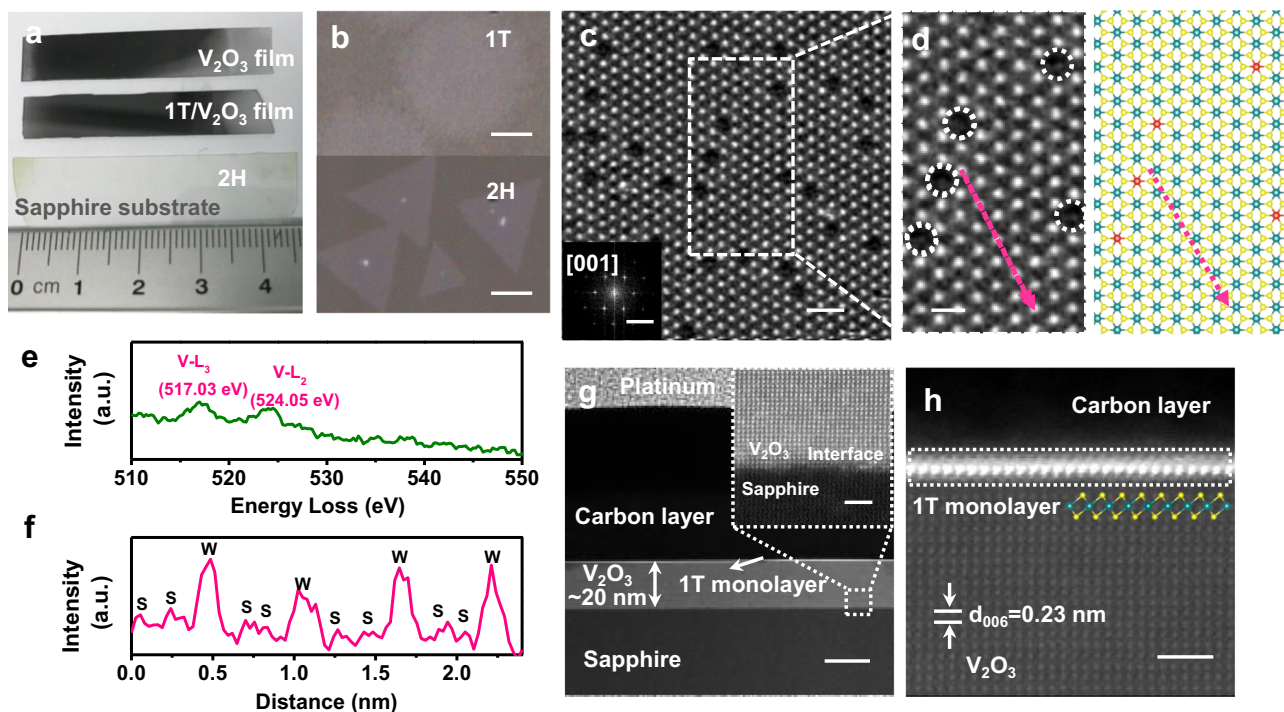 a
V₂O₃ film
1T/V₂O₃ film
2H
Sapphire substrate
0 cm 1 2 3 4
b
1T
2H
c
[001]
d
e
Intensity
(a.u.)
V-L₃
(517.03 eV)
V-L₂
(524.05 eV)
510 520 530 540 550
Energy Loss (eV)
f
Intensity
(a.u.)
S S W S S W S S W S S W
0.0 0.5 1.0 1.5 2.0
Distance (nm)
g
Platinum
V₂O₃ Interface
Sapphire
Carbon layer
V₂O₃
~20 nm
1T monolayer
Sapphire
h
Carbon layer
1T monolayer
d₀₀₆=0.23 nm
V₂O₃